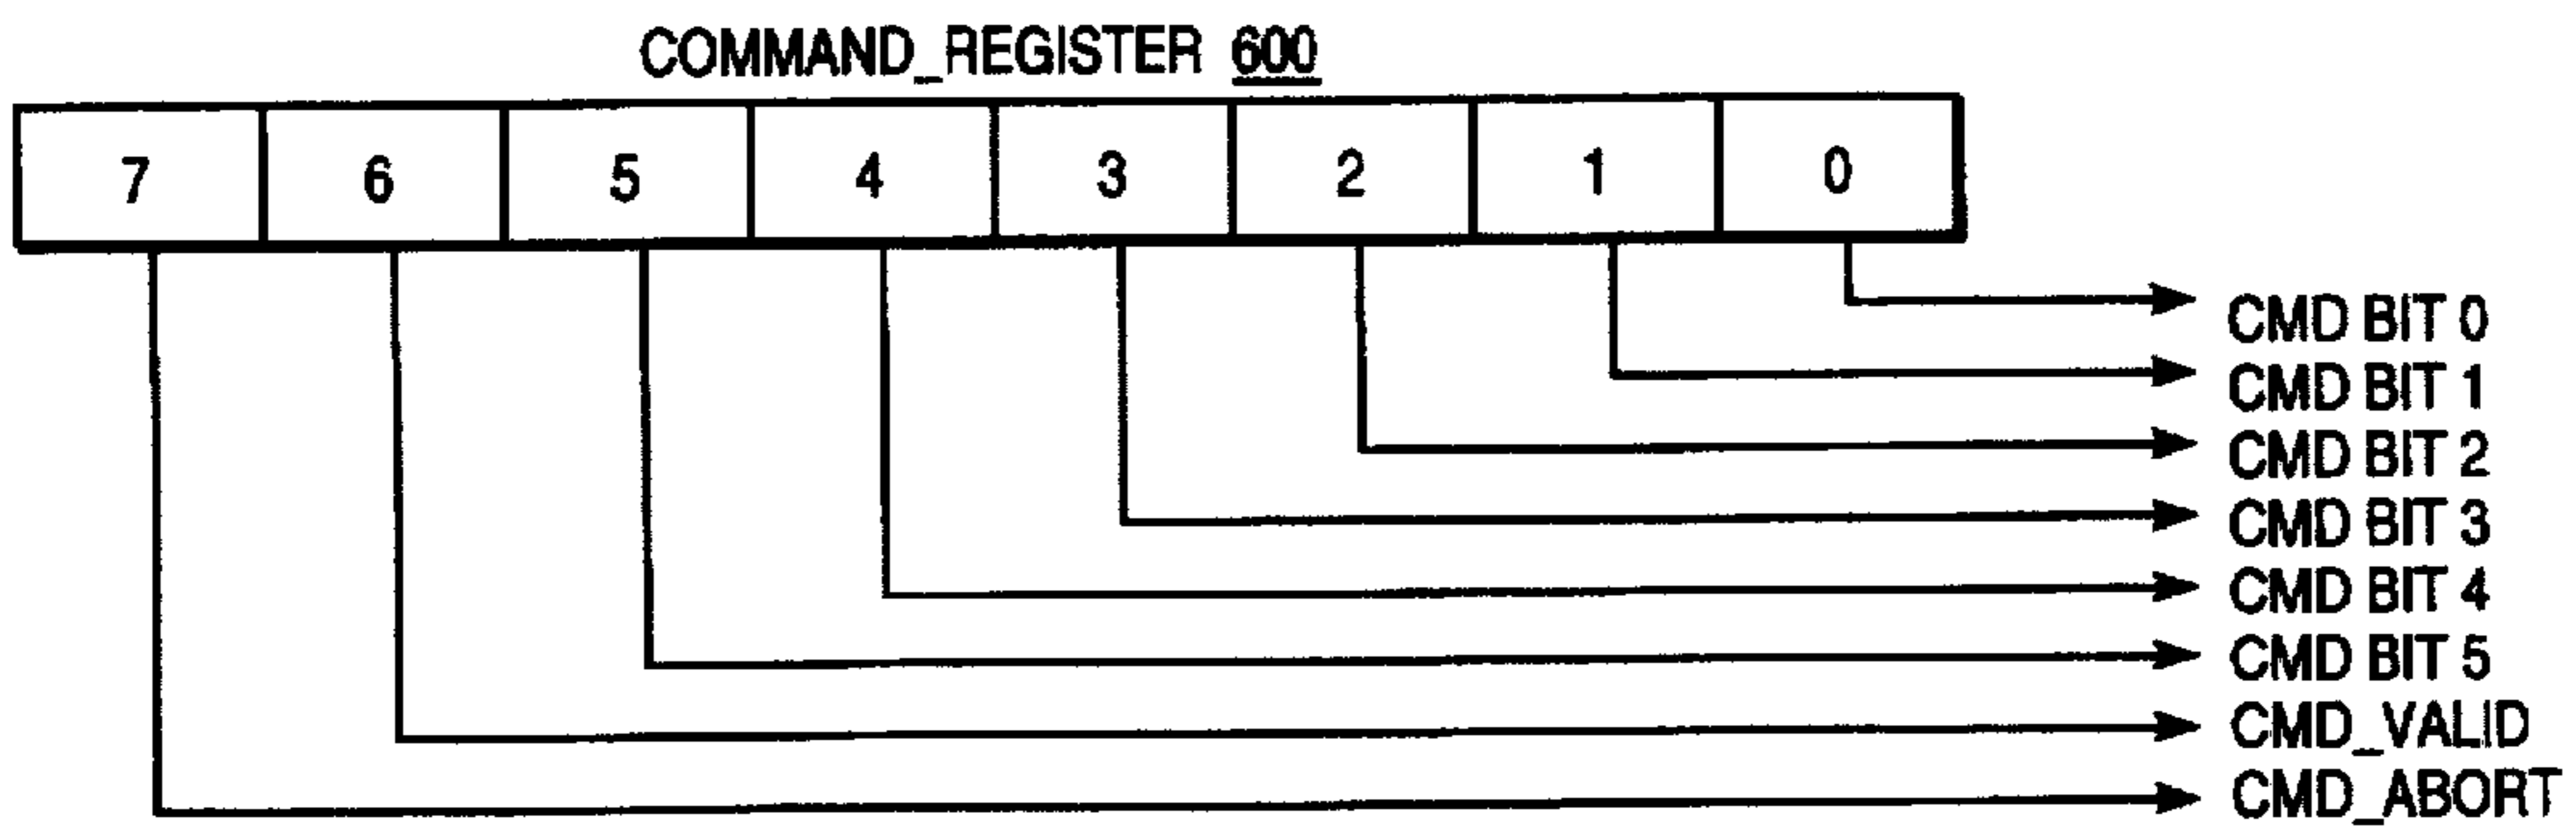 COMMAND_REGISTER 600
7 6 5 4 3 2 1 0
CMD BIT 0
CMD BIT 1
CMD BIT 2
CMD BIT 3
CMD BIT 4
CMD BIT 5
CMD_VALID
CMD_ABORT